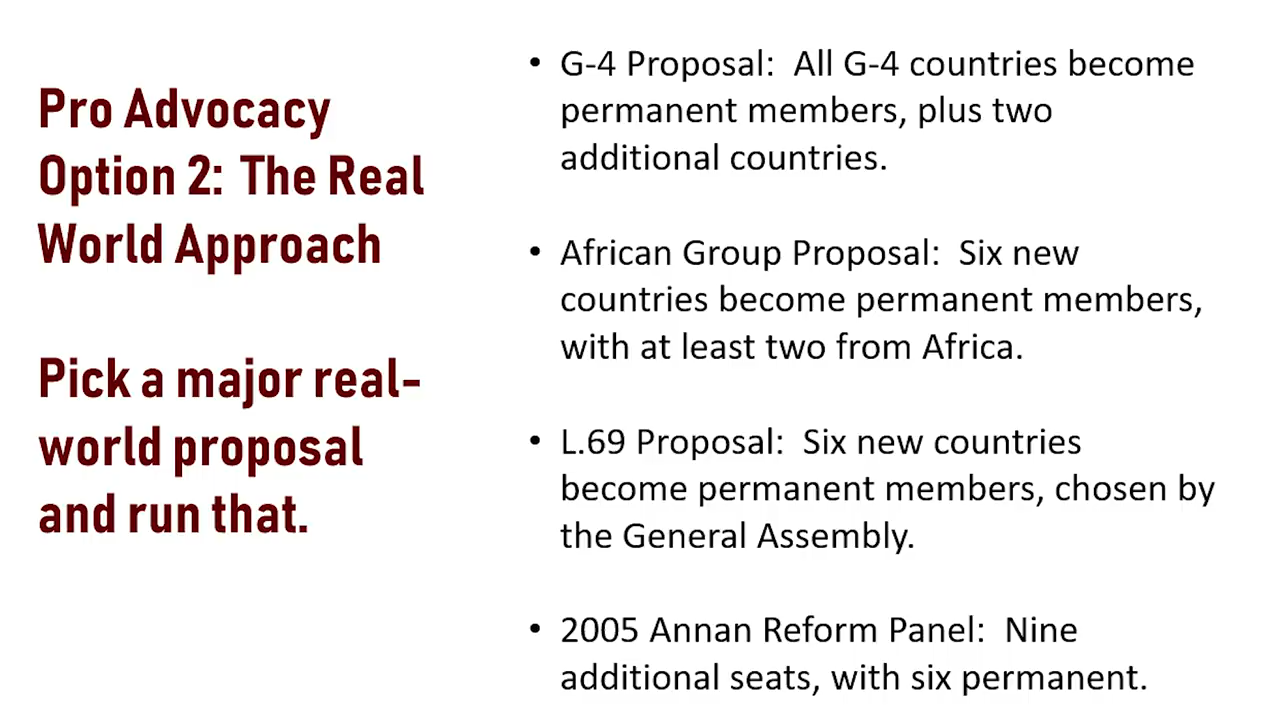 Pro Advocacy
Option 2: The Real
World Approach
Pick a major real-
world proposal
and run that.
• G-4 Proposal: All G-4 countries become
permanent members, plus two
additional countries.
• African Group Proposal: Six new
countries become permanent members,
with at least two from Africa.
• L.69 Proposal: Six new countries
become permanent members, chosen by
the General Assembly.
• 2005 Annan Reform Panel: Nine
additional seats, with six permanent.